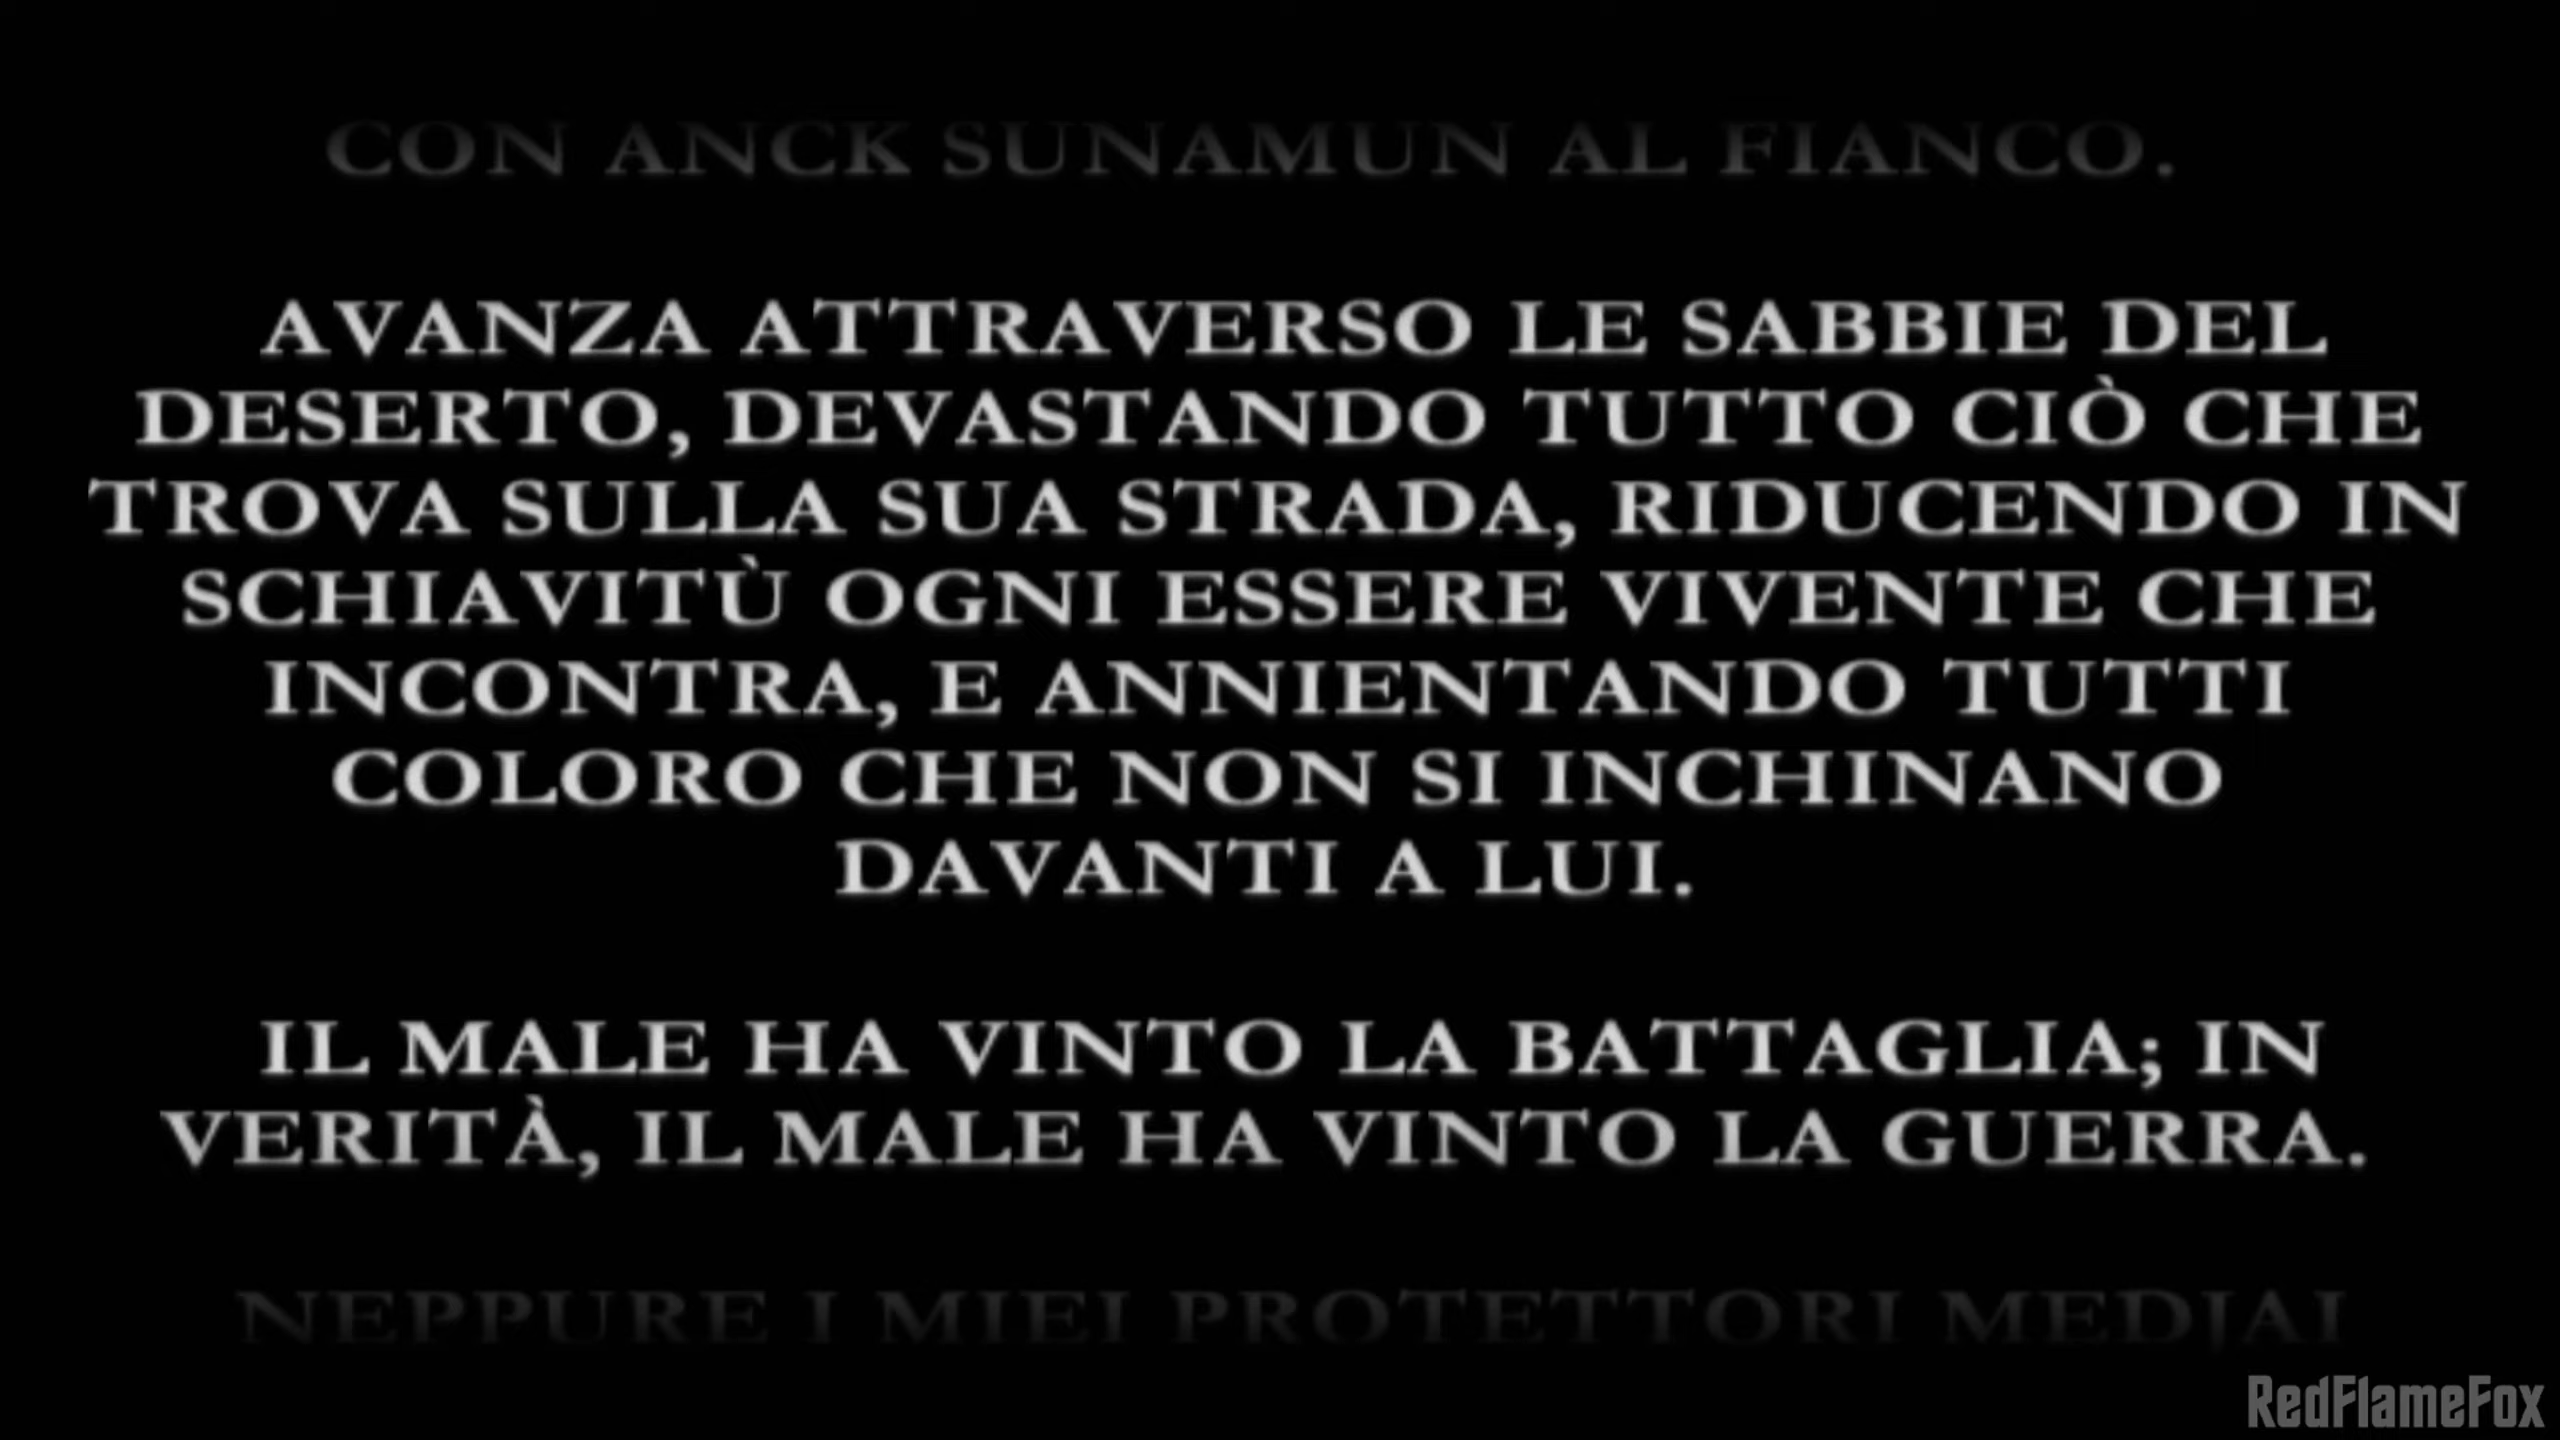 CON ANCK SUNAMUN AL FIANCO.
AVANZA ATTRAVERSO LE SABBIE DEL
DESERTO, DEVASTANDO TUTTO CIÒ CHE
TROVA SULLA SUA STRADA, RIDUCENDO IN
SCHIAVITÙ OGNI ESSERE VIVENTE CHE
INCONTRA, E ANNIENTANDO TUTTI
COLORO CHE NON SI INCHINANO
DAVANTI A LUI.
IL MALE HA VINTO LA BATTAGLIA; IN
VERITÀ, IL MALE HA VINTO LA GUERRA.
NEPPURE I MIEI PROTETTORI MEDJAI
RedFlameFox